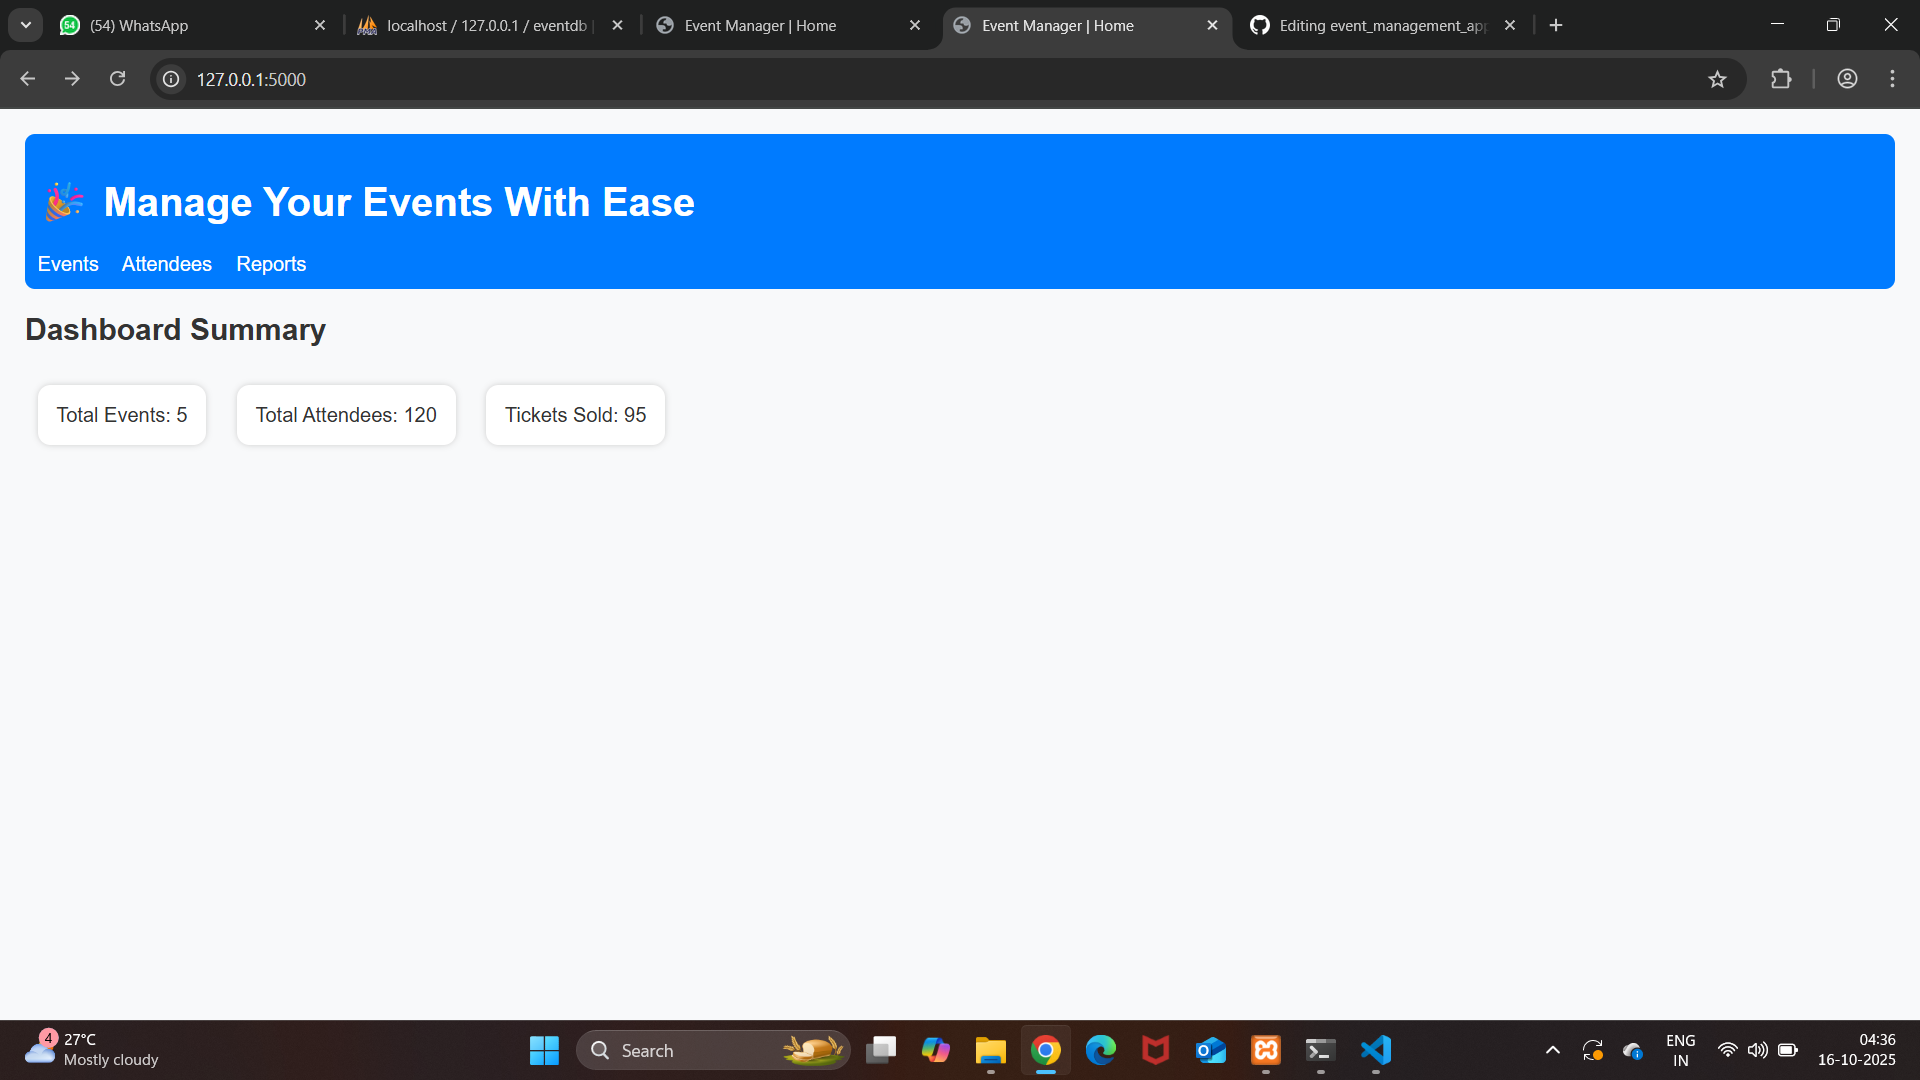 54
(54) WhatsApp
localhost / 127.0.0.1 / eventdb |
Event Manager | Home
Event Manager | Home
Editing event_management_app
127.0.0.1:5000
Manage Your Events With Ease
Events Attendees Reports
Dashboard Summary
Total Events: 5
Total Attendees: 120
Tickets Sold: 95
4
27°C
Mostly cloudy
Search
ENG
IN
04:36
16-10-2025